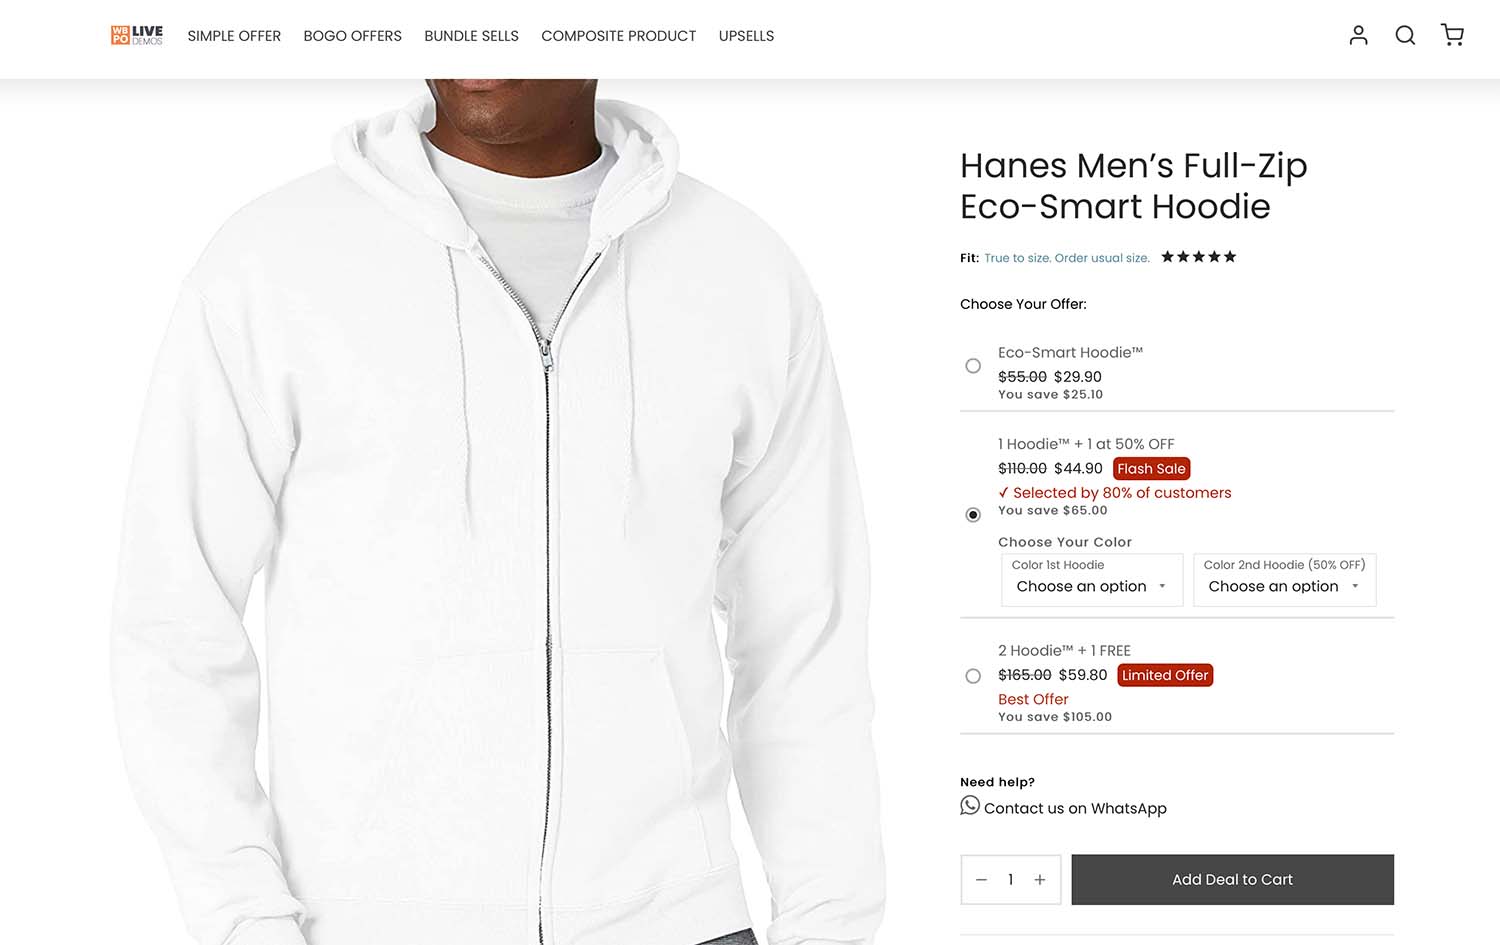 WB
PO
LIVE
DEMOS
SIMPLE OFFER
BOGO OFFERS
BUNDLE SELLS
COMPOSITE PRODUCT
UPSELLS
Hanes Men’s Full-Zip
Eco-Smart Hoodie
Fit: True to size. Order usual size.
Choose Your Offer:
Eco-Smart Hoodie™
$55.00 $29.90
You save $25.10
1 Hoodie™ + 1 at 50% OFF
$110.00 $44.90 Flash Sale
✓ Selected by 80% of customers
You save $65.00
Choose Your Color
Color 1st Hoodie
Choose an option
Color 2nd Hoodie (50% OFF)
Choose an option
2 Hoodie™ + 1 FREE
$165.00 $59.80 Limited Offer
Best Offer
You save $105.00
Need help?
Contact us on WhatsApp
− 1 +
Add Deal to Cart